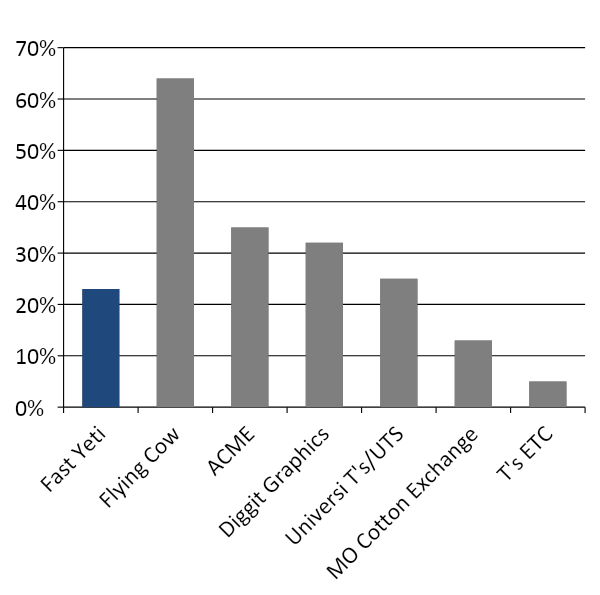 70%
60%
50%
40%
30%
20%
10%
0%
Fast Yeti
Flying Cow
ACME
Diggit Graphics
Universi T's/UTS
MO Cotton Exchange
T's ETC